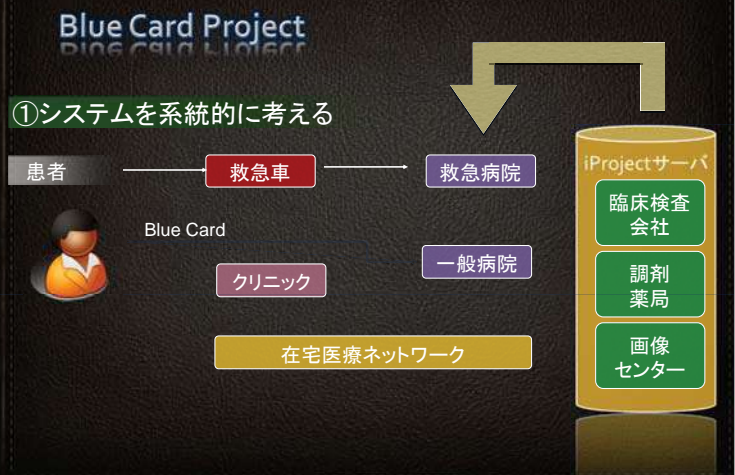 Blue Card Project
①システムを系統的に考える
患者
救急車
救急病院
iProjectサーバ
臨床検査
会社
Blue Card
一般病院
クリニック
調剤
薬局
在宅医療ネットワーク
画像
センター